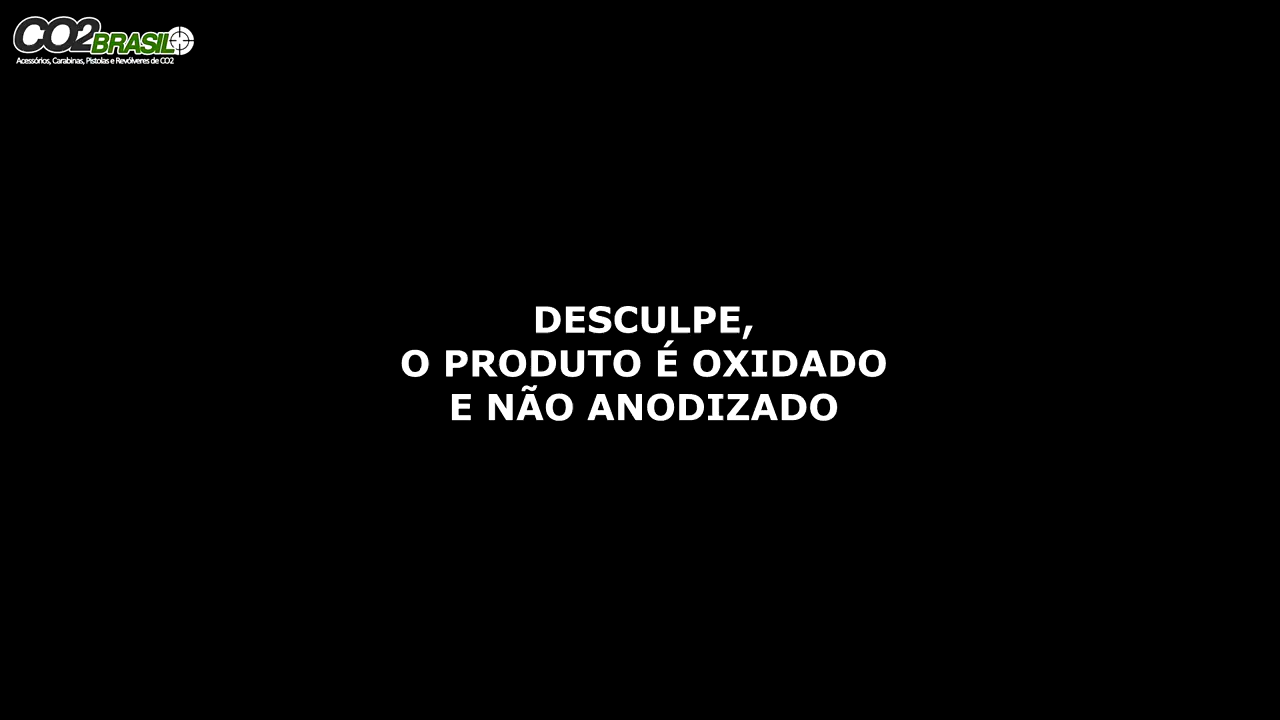 CO2BRASIL
Acessórios, Carabinas, Pistolas e Revólveres de CO2
DESCULPE,
O PRODUTO É OXIDADO
E NÃO ANODIZADO